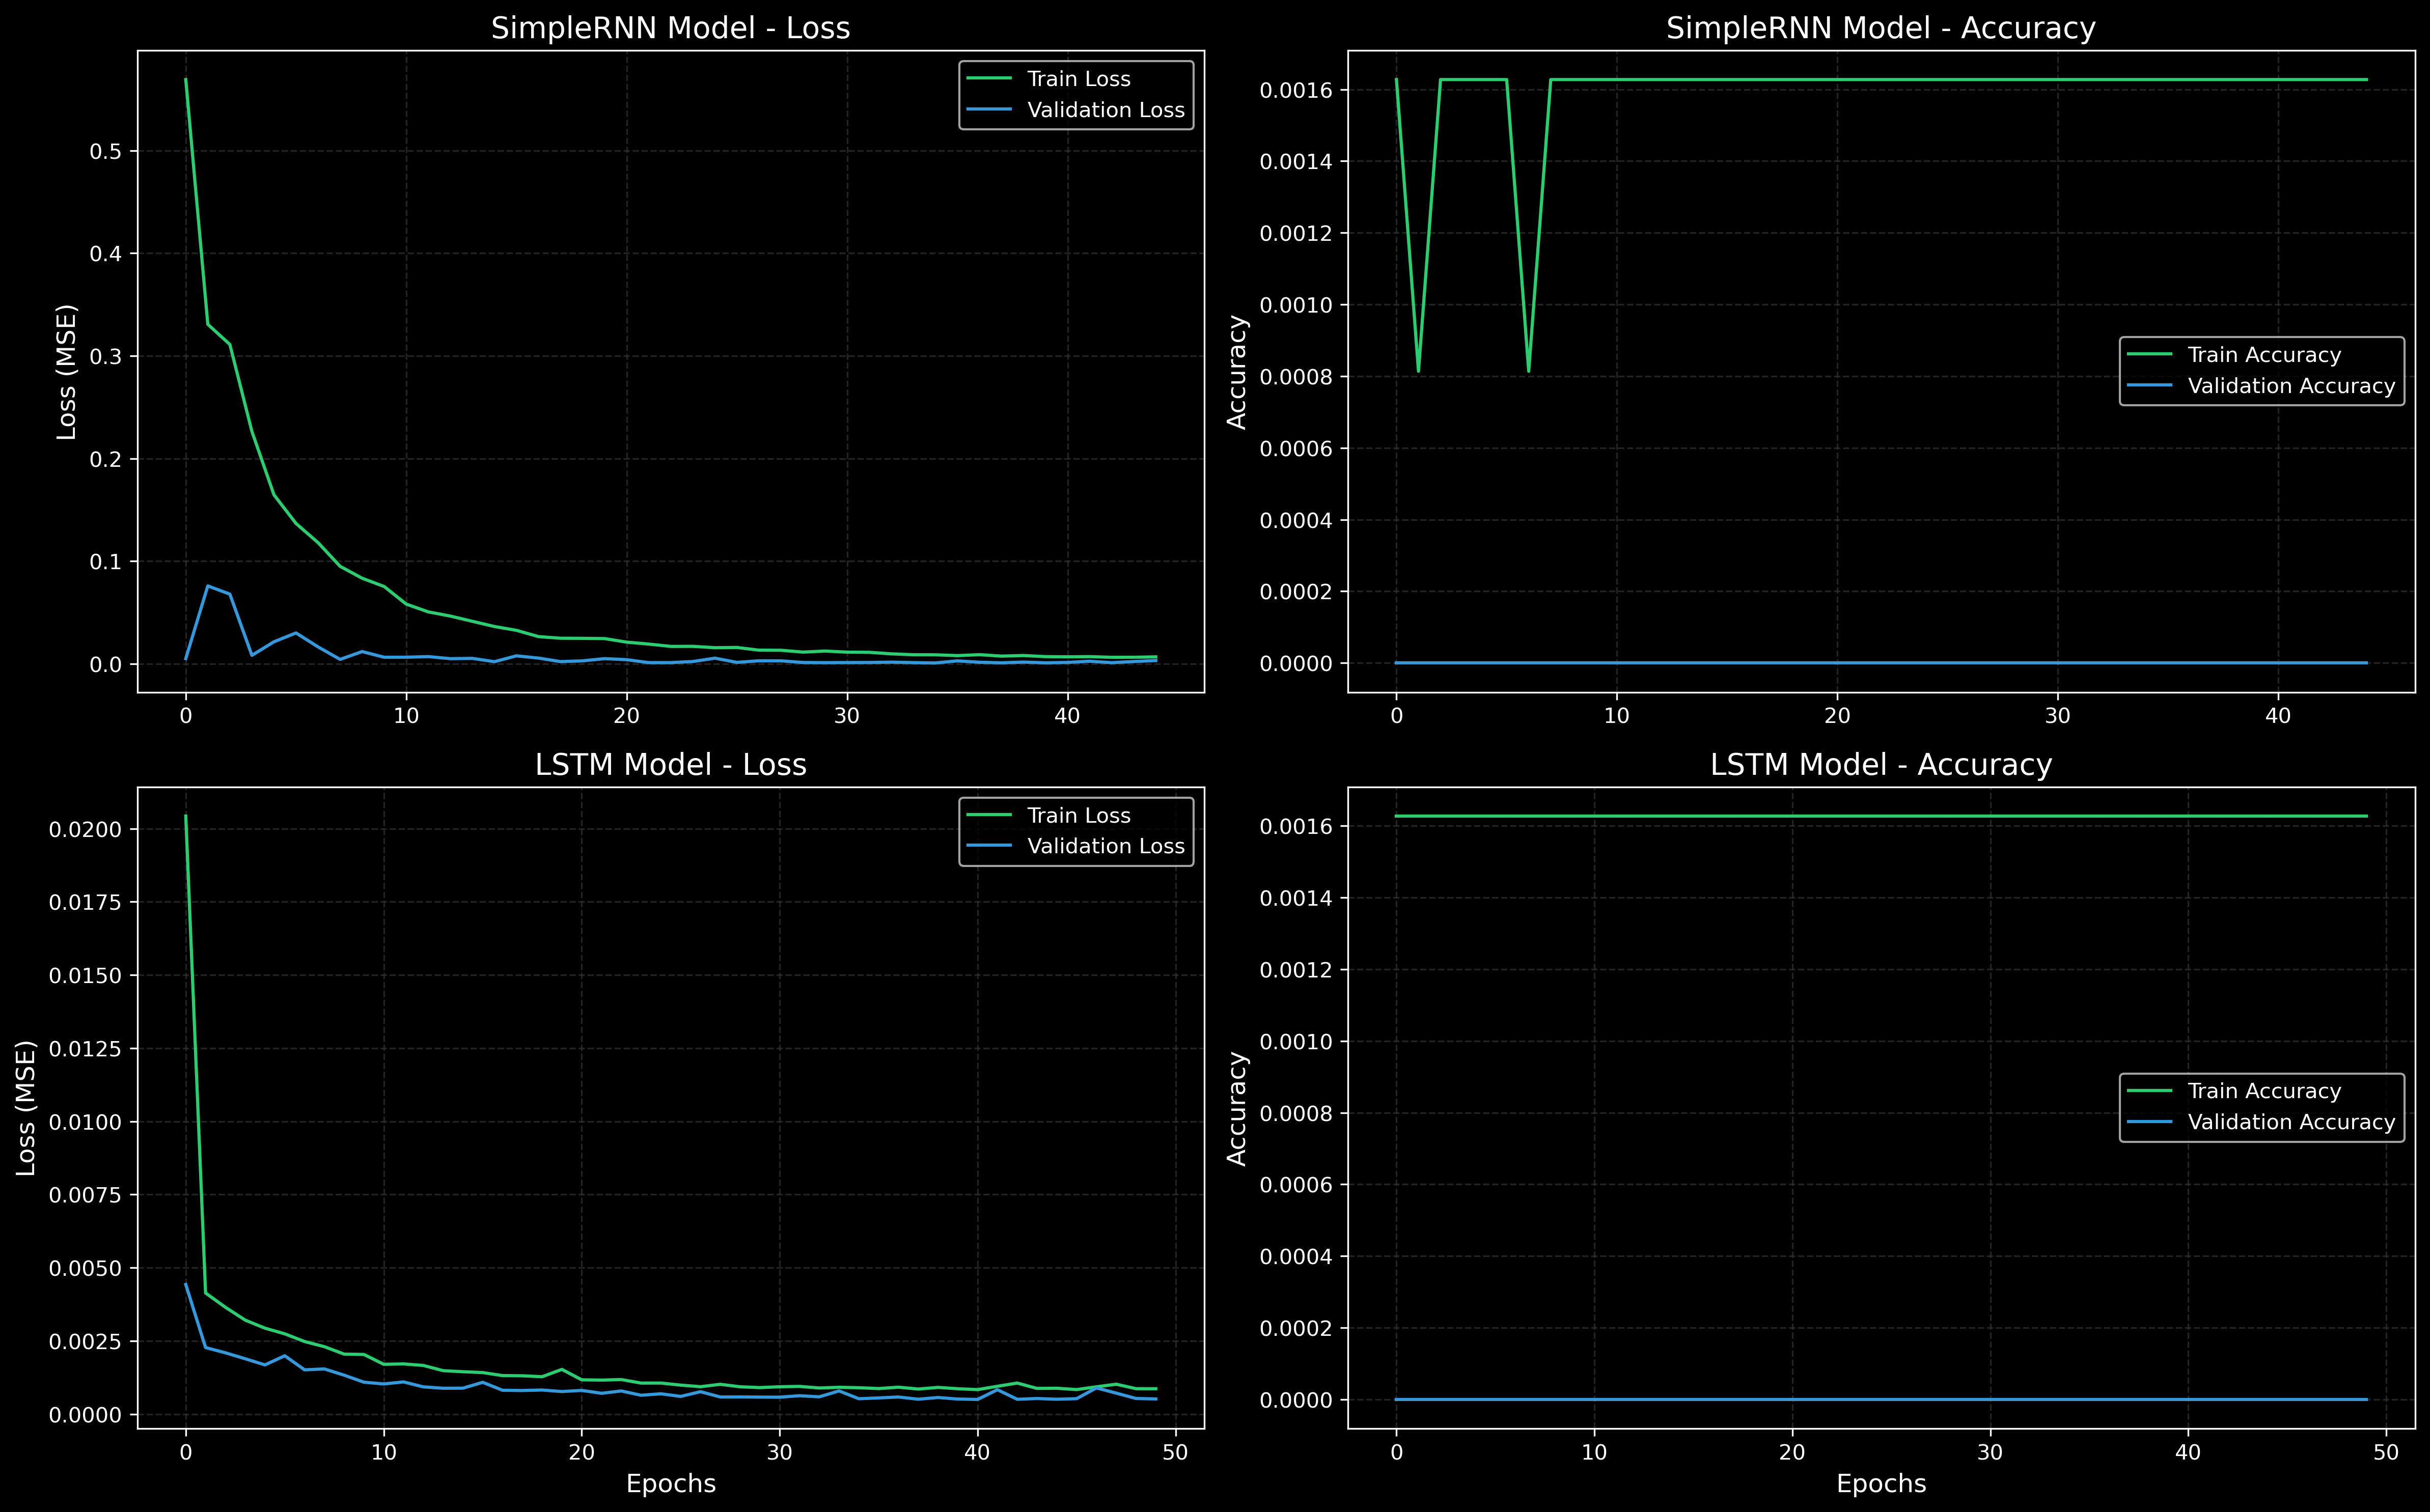 SimpleRNN Model - Loss
Loss (MSE)
0.5
0.4
0.3
0.2
0.1
0.0
0 10 20 30 40
Train Loss
Validation Loss
SimpleRNN Model - Accuracy
Accuracy
0.0016
0.0014
0.0012
0.0010
0.0008
0.0006
0.0004
0.0002
0.0000
0 10 20 30 40
Train Accuracy
Validation Accuracy
LSTM Model - Loss
Loss (MSE)
0.0200
0.0175
0.0150
0.0125
0.0100
0.0075
0.0050
0.0025
0.0000
0 10 20 30 40 50
Epochs
Train Loss
Validation Loss
LSTM Model - Accuracy
Accuracy
0.0016
0.0014
0.0012
0.0010
0.0008
0.0006
0.0004
0.0002
0.0000
0 10 20 30 40 50
Epochs
Train Accuracy
Validation Accuracy